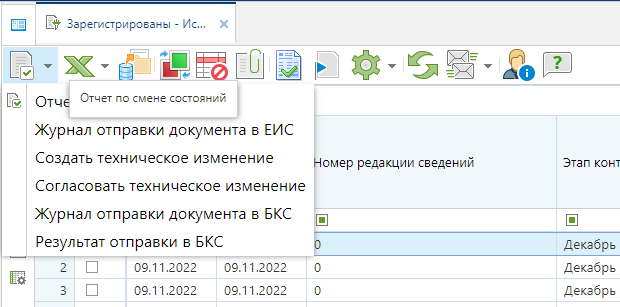 Зарегистрированы - Ис...
Отче
Отчет по смене состояний
Журнал отправки документа в ЕИС
Создать техническое изменение
Согласовать техническое изменение
Журнал отправки документа в БКС
Результат отправки в БКС
Номер редакции сведений
Этап конт
0
Декабрь
2
09.11.2022
09.11.2022
0
Декабрь
3
09.11.2022
09.11.2022
0
Декабрь